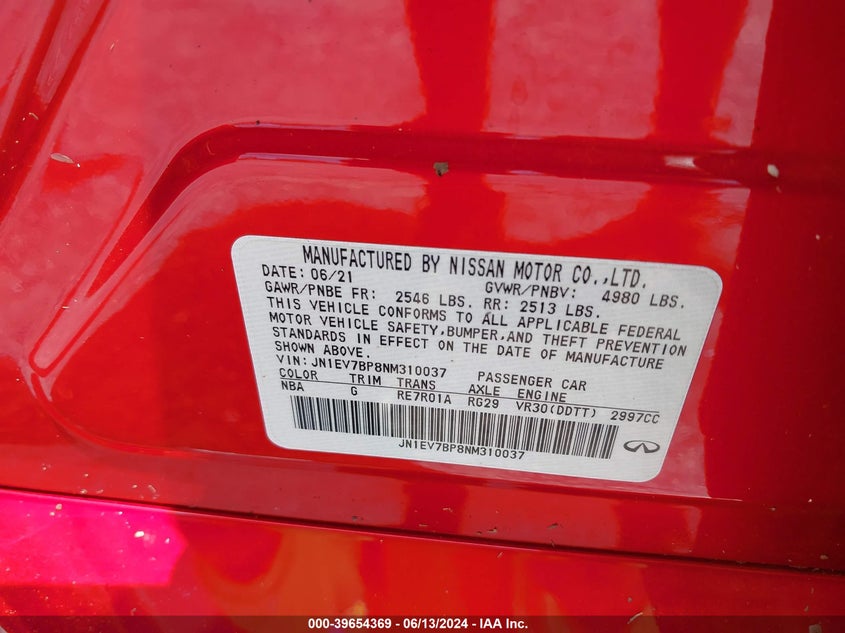 MANUFACTURED BY NISSAN MOTOR CO.,LTD.
DATE: 06/21 GVWR/PNBV: 4980 LBS.
GAWR/PNBE FR: 2546 LBS. RR: 2513 LBS.
THIS VEHICLE CONFORMS TO ALL APPLICABLE FEDERAL
MOTOR VEHICLE SAFETY,BUMPER,AND THEFT PREVENTION
STANDARDS IN EFFECT ON THE DATE OF MANUFACTURE
SHOWN ABOVE.
VIN: JN1EV7BP8NM310037 PASSENGER CAR
COLOR TRIM TRANS AXLE ENGINE
NBA G RE7R01A RG29 VR30(DDTT) 2997CC
JN1EV7BP8NM310037
000-39654369 - 06/13/2024 - IAA Inc.